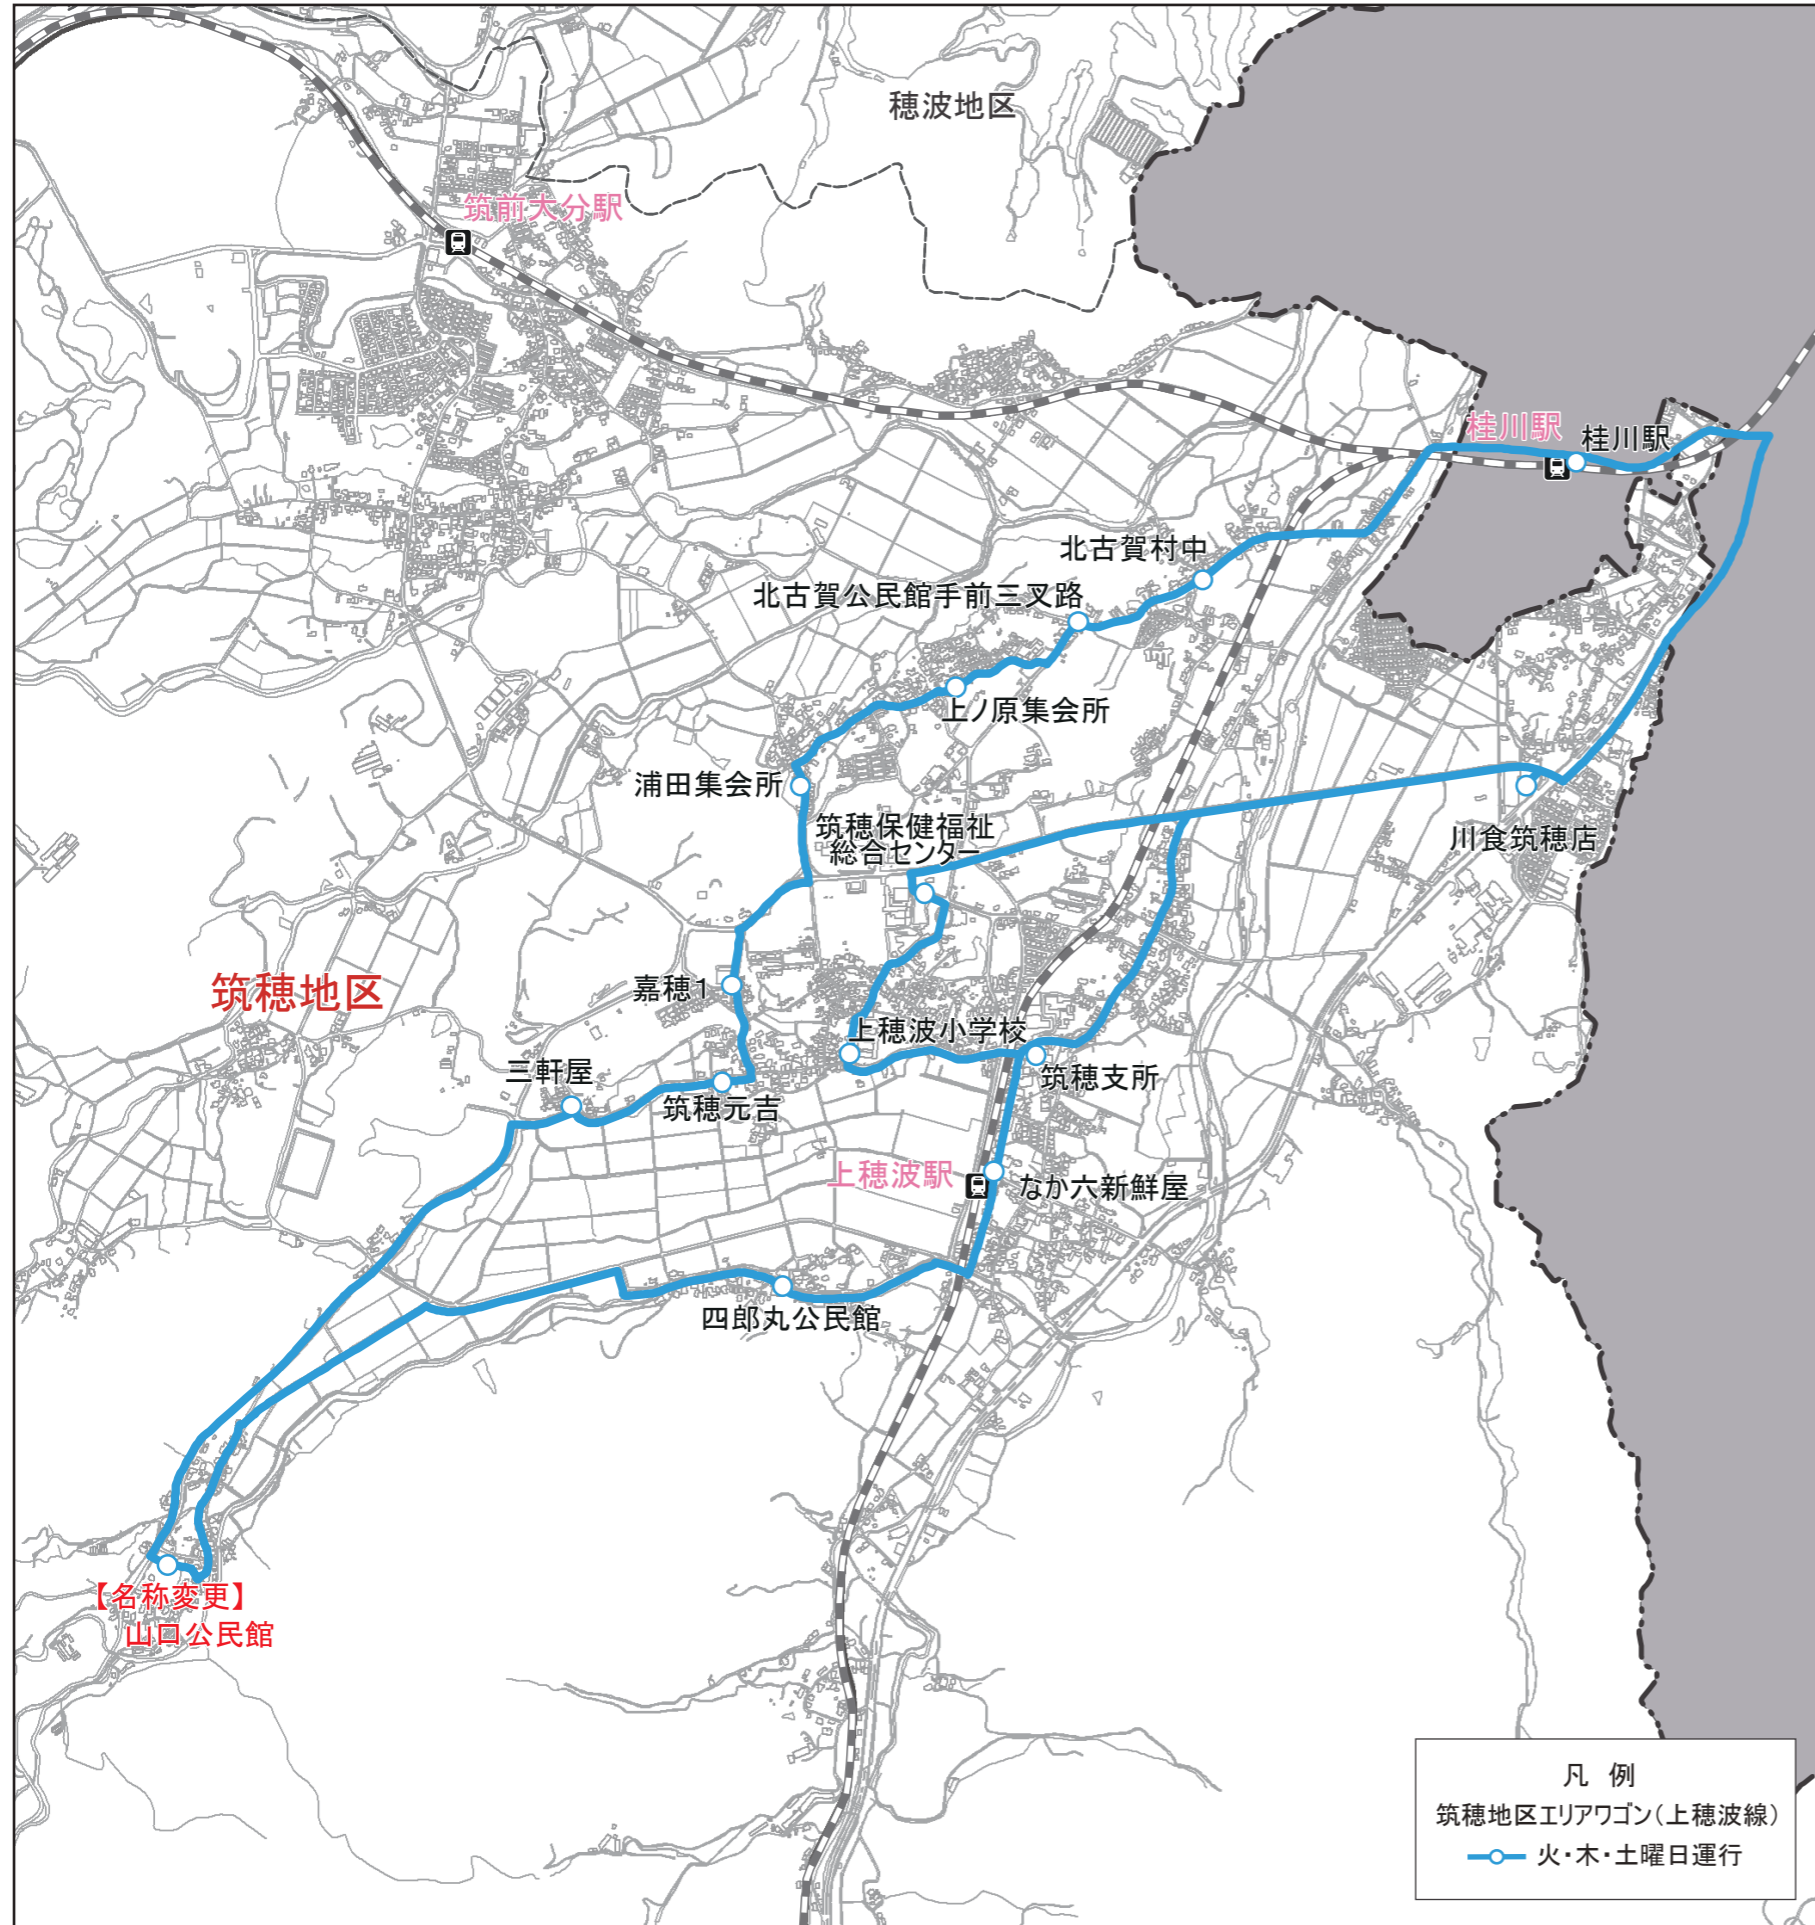 穂波地区
筑前大分駅
桂川駅
桂川駅
北古賀村中
北古賀公民館手前三叉路
上ノ原集会所
浦田集会所
筑穂保健福祉
総合センター
川食筑穂店
筑穂地区
嘉穂1
上穂波小学校
三軒屋
筑穂支所
筑穂元吉
上穂波駅
なか六新鮮屋
四郎丸公民館
【名称変更】
山口公民館
凡 例
筑穂地区エリアワゴン(上穂波線)
火・木・土曜日運行